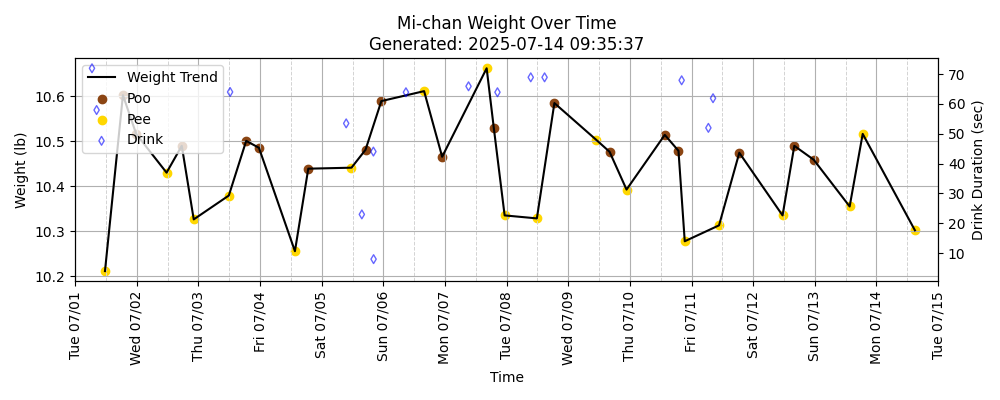 Mi-chan Weight Over Time
Generated: 2025-07-14 09:35:37
Weight Trend
Poo
Pee
Drink
Weight (lb)
10.6
10.5
10.4
10.3
10.2
70
60
50
40
30
20
10
Drink Duration (sec)
Tue 07/01
Wed 07/02
Thu 07/03
Fri 07/04
Sat 07/05
Sun 07/06
Mon 07/07
Tue 07/08
Wed 07/09
Thu 07/10
Fri 07/11
Sat 07/12
Sun 07/13
Mon 07/14
Tue 07/15
Time